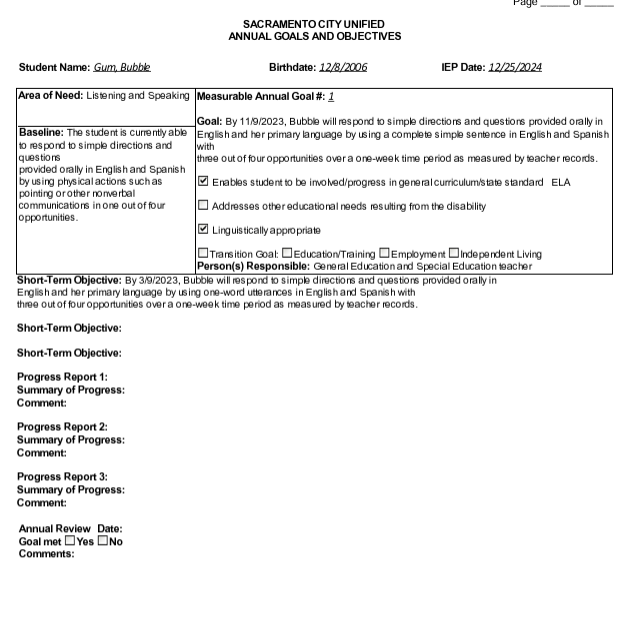 Page _____ of _____
SACRAMENTO CITY UNIFIED
ANNUAL GOALS AND OBJECTIVES
Student Name: Gum, Bubble Birthdate: 12/8/2006 IEP Date: 12/25/2024
Area of Need: Listening and Speaking
Baseline: The student is currently able
to respond to simple directions and
questions
provided orally in English and Spanish
by using physical actions such as
pointing or other nonverbal
communications in one out of four
opportunities.
Measurable Annual Goal #: 1
Goal: By 11/9/2023, Bubble will respond to simple directions and questions provided orally in
English and her primary language by using a complete simple sentence in English and Spanish
with
three out of four opportunities over a one-week time period as measured by teacher records.
Enables student to be involved/progress in general curriculum/state standard ELA
Addresses other educational needs resulting from the disability
Linguistically appropriate
Transition Goal: Education/Training Employment Independent Living
Person(s) Responsible: General Education and Special Education teacher
Short-Term Objective: By 3/9/2023, Bubble will respond to simple directions and questions provided orally in
English and her primary language by using one-word utterances in English and Spanish with
three out of four opportunities over a one-week time period as measured by teacher records.
Short-Term Objective:
Short-Term Objective:
Progress Report 1:
Summary of Progress:
Comment:
Progress Report 2:
Summary of Progress:
Comment:
Progress Report 3:
Summary of Progress:
Comment:
Annual Review Date:
Goal met Yes No
Comments: